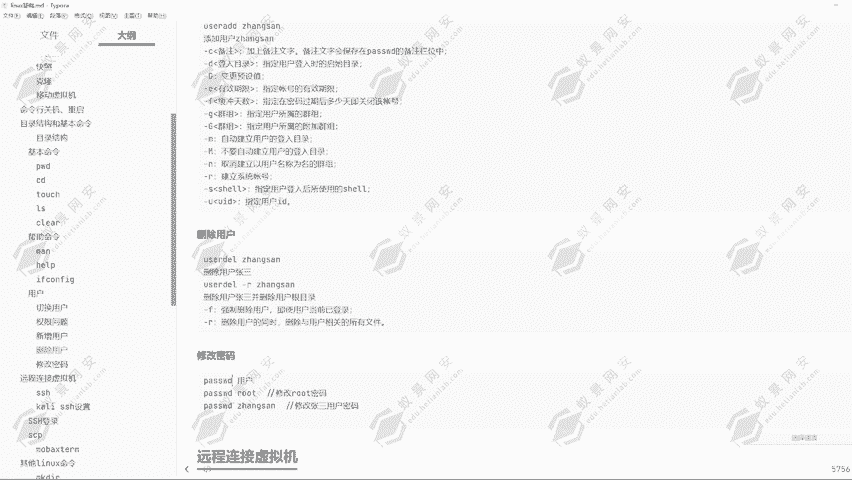 Linux基础.md - Typora
文件(F) 编辑(E) 段落(P) 格式(O) 视图(V) 主题(T) 帮助(H)
文件
大纲
快照
克隆
移动虚拟机
命令行关机、重启
目录结构和基本命令
目录结构
基本命令
pwd
cd
touch
ls
clear
帮助命令
man
help
ifconfig
用户
切换用户
权限问题
新增用户
删除用户
修改密码
远程连接虚拟机
ssh
kali ssh设置
SSH登录
scp
mobaxterm
其他linux命令
mkdir
useradd zhangsan
添加用户zhangsan
-c<备注>：加上备注文字，备注文字会保存在passwd的备注栏位中；
-d<登入目录>：指定用户登入时的启始目录；
-D：变更预设值；
-e<有效期限>：指定帐号的有效期限；
-f<缓冲天数>：指定在密码过期后多少天即关闭该帐号；
-g<群组>：指定用户所属的群组；
-G<群组>：指定用户所属的附加群组；
-m：自动建立用户的登入目录；
-M：不要自动建立用户的登入目录；
-n：取消建立以用户名称为名的群组；
-r：建立系统帐号；
-s<shell>：指定用户登入后所使用的shell；
-u<uid>：指定用户id。
删除用户
userdel zhangsan
删除用户张三
userdel -r zhangsan
删除用户张三并删除用户根目录
-f：强制删除用户，即使用户当前已登录；
-r：删除用户的同时，删除与用户相关的所有文件。
修改密码
passwd 用户
passwd root //修改root密码
passwd zhangsan //修改张三用户密码
远程连接虚拟机
5756
蚁景网安
edu.hetianlab.com